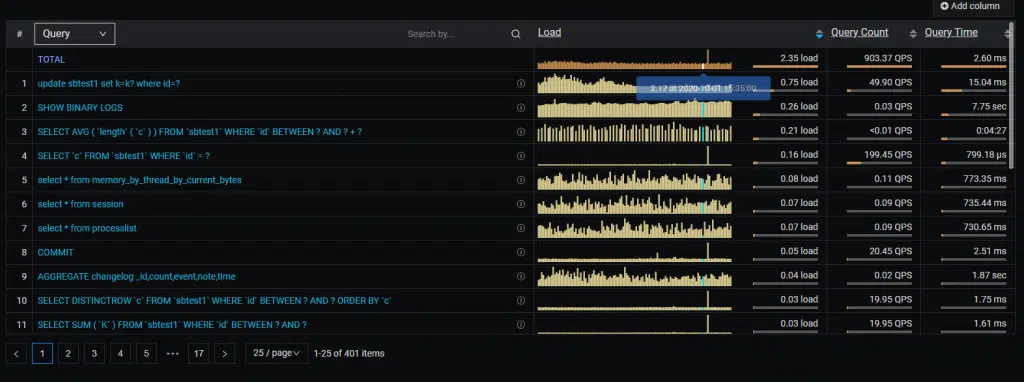 Add column
# Query Search by... Load Query Count Query Time
TOTAL 2.35 load 903.37 QPS 2.60 ms
2.17 at 2020-10-01 15:35:00
1 update sbtest1 set k=k? where id=? 0.75 load 49.90 QPS 15.04 ms
2 SHOW BINARY LOGS 0.26 load 0.03 QPS 7.75 sec
3 SELECT AVG ( `length` ( `c` ) ) FROM `sbtest1` WHERE `id` BETWEEN ? AND ? + ? 0.21 load <0.01 QPS 0:04:27
4 SELECT `c` FROM `sbtest1` WHERE `id` = ? 0.16 load 199.45 QPS 799.18 µs
5 select * from memory_by_thread_by_current_bytes 0.08 load 0.11 QPS 773.35 ms
6 select * from session 0.07 load 0.09 QPS 735.44 ms
7 select * from processlist 0.07 load 0.09 QPS 730.65 ms
8 COMMIT 0.05 load 20.45 QPS 2.51 ms
9 AGGREGATE changelog _id,count,event,note,time 0.04 load 0.02 QPS 1.87 sec
10 SELECT DISTINCTROW `c` FROM `sbtest1` WHERE `id` BETWEEN ? AND ? ORDER BY `c` 0.03 load 19.95 QPS 1.75 ms
11 SELECT SUM ( `K` ) FROM `sbtest1` WHERE `id` BETWEEN ? AND ? 0.03 load 19.95 QPS 1.61 ms
< 1 2 3 4 5 ••• 17 > 25 / page 1-25 of 401 items